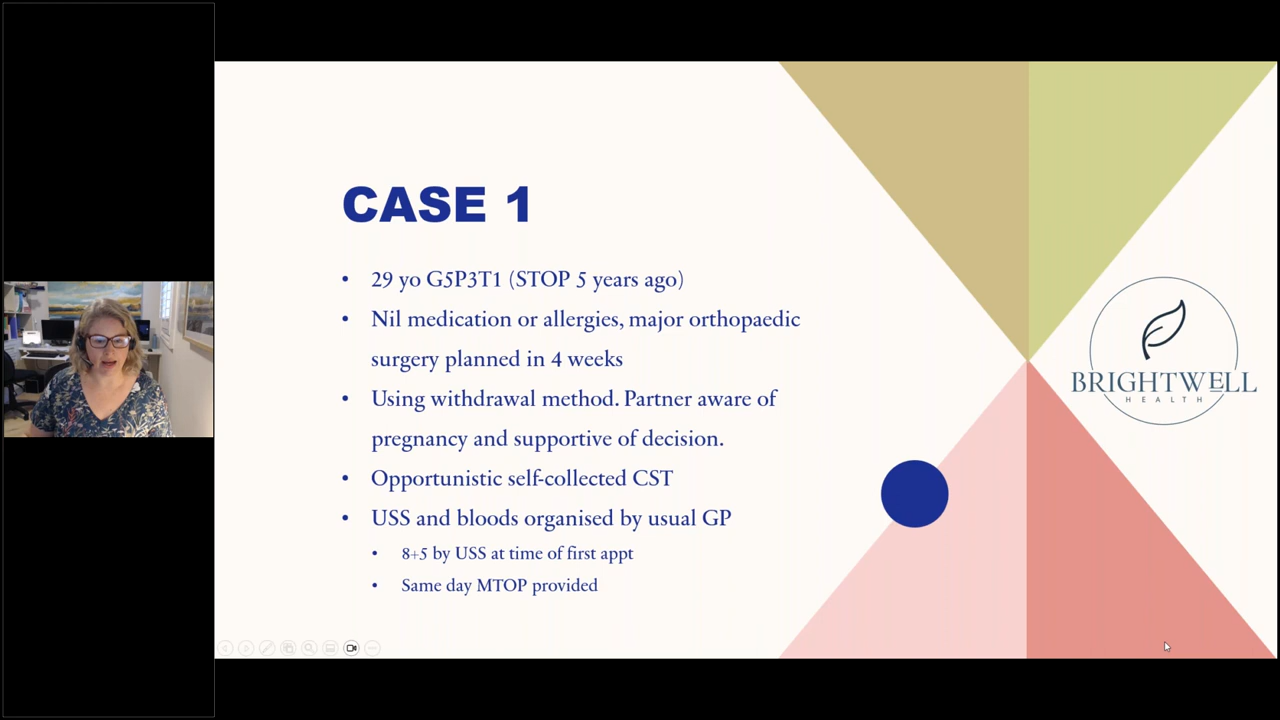 CASE 1
• 29 yo G5P3T1 (STOP 5 years ago)
• Nil medication or allergies, major orthopaedic
surgery planned in 4 weeks
• Using withdrawal method. Partner aware of
pregnancy and supportive of decision.
• Opportunistic self-collected CST
• USS and bloods organised by usual GP
• 8+5 by USS at time of first appt
• Same day MTOP provided
BRIGHTWELL
HEALTH